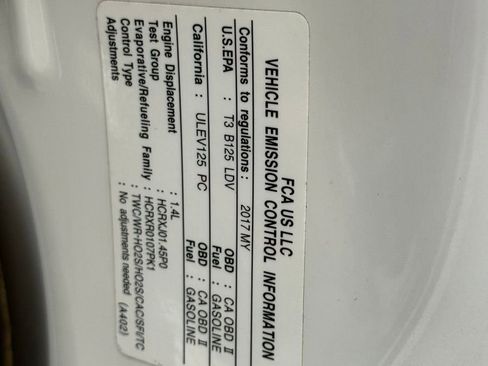 FCA US LLC
VEHICLE EMISSION CONTROL INFORMATION
Conforms to regulations : 2017 MY
U.S.EPA : T3 B125 LDV OBD : CA OBD II
Fuel : GASOLINE
California : ULEV125 PC OBD : CA OBD II
Fuel : GASOLINE
Engine Displacement : 1.4L
Test Group : HCRXJ01.45P0
Evaporative/Refueling Family : HCRXR0107PK1
Control Type : TWC/WR-HO2S/HO2S/CAC/SFI/TC
Adjustments : No adjustments needed (A402)